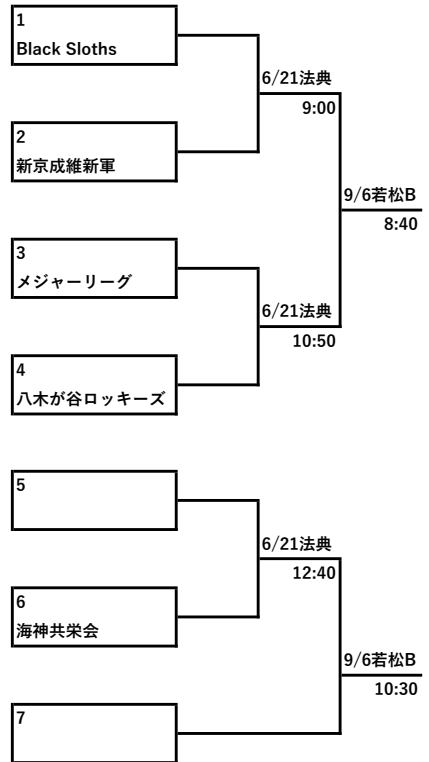 1
Black Sloths
6/21法典
9:00
2
新京成維新軍
9/6若松B
8:40
3
メジャーリーグ
6/21法典
10:50
4
八木が谷ロッキーズ
5
6/21法典
12:40
6
海神共栄会
9/6若松B
10:30
7